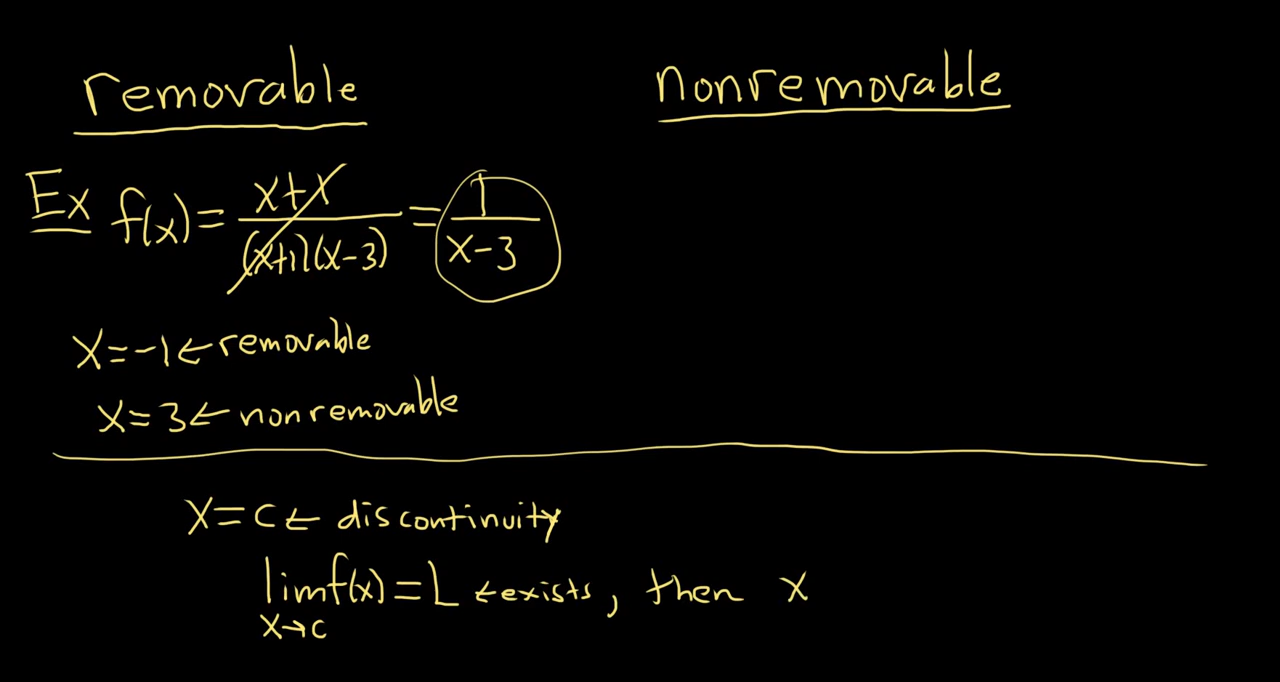 removable
nonremovable
Ex f(x) = x+1 / (x+1)(x-3) = 1 / x-3
x=-1 ← removable
x=3 ← nonremovable
x=c ← discontinuity
lim f(x) = L ← exists, then x
x→c